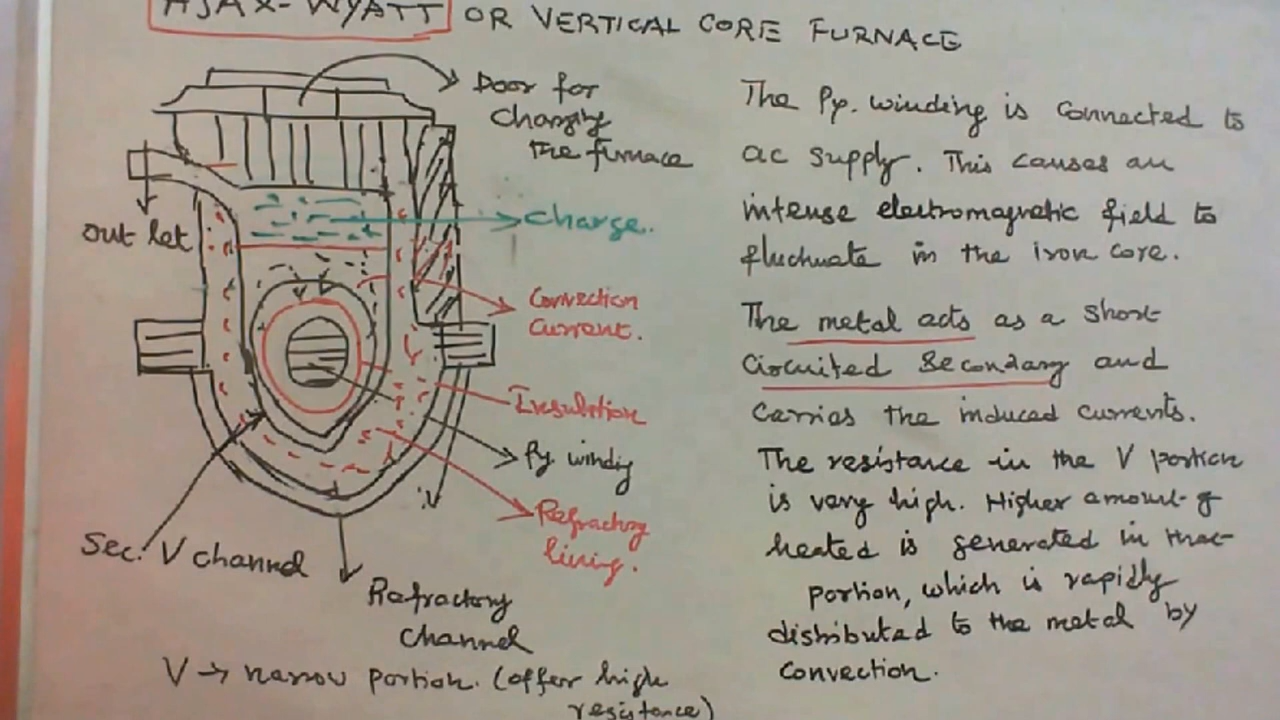 AJAX-WYATT OR VERTICAL CORE FURNACE
Door for
Charging
the furnace
out let
Charge.
Convection
Current.
Insulation
Py winding
Refractory
lining.
Sec. V channel
Refractory
Channel
V → narrow portion. (offer high
resistance)
The Py. winding is connected to
ac supply. This causes an
intense electromagnetic field to
fluchuate in the iron core.
The metal acts as a short
Circuited Secondary and
carries the induced currents.
The resistance in the V portion
is very high. Higher amount of
heated is generated in that
portion, which is rapidly
distributed to the metal by
convection.